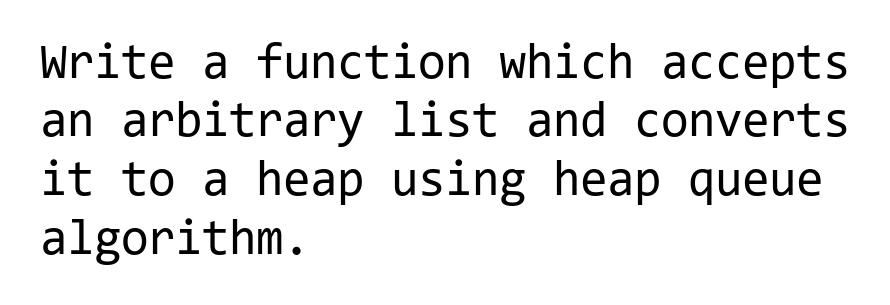 Write a function which accepts
an arbitrary list and converts
it to a heap using heap queue
algorithm.